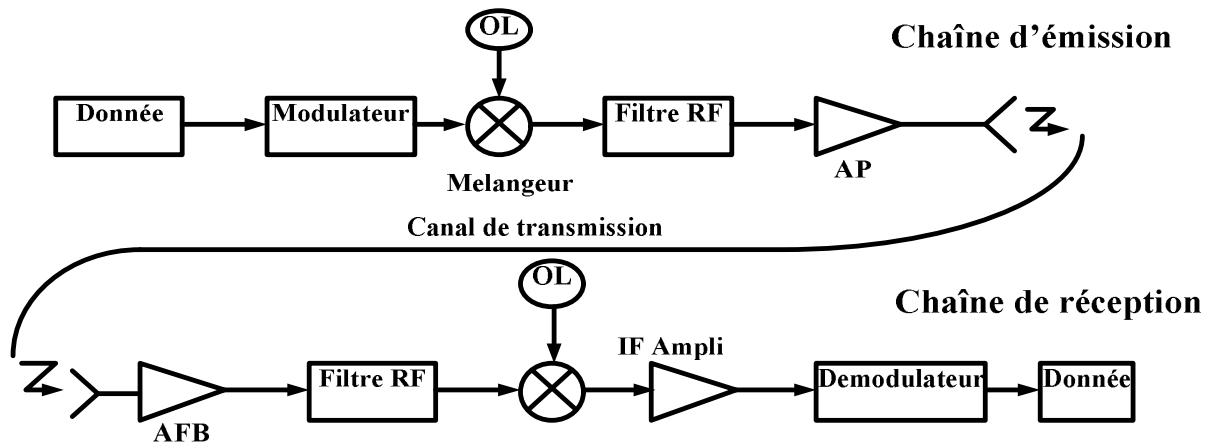 OL
Chaîne d'émission
Donnée
Modulateur
Filtre RF
Melangeur
AP
Canal de transmission
OL
Chaîne de réception
IF Ampli
Filtre RF
Demodulateur
Donnée
AFB